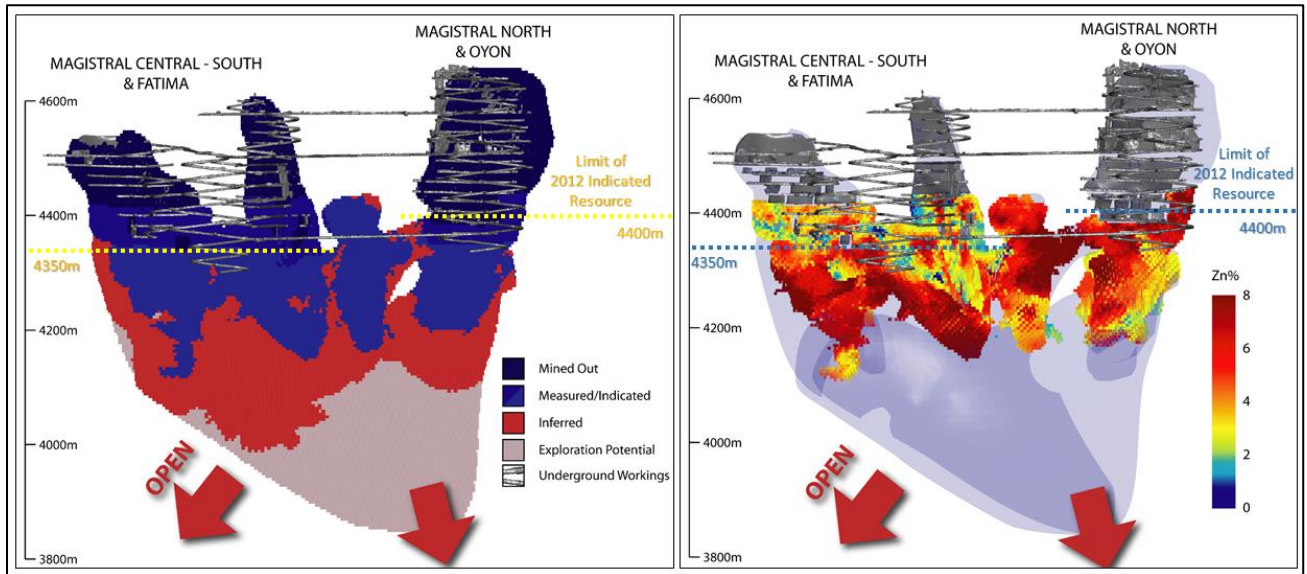 MAGISTRAL NORTH
& OYON
MAGISTRAL CENTRAL - SOUTH
& FATIMA
4600m
Limit of
2012 Indicated
Resource
4400m
4400m
4350m
4200m
Mined Out
Measured/Indicated
Inferred
Exploration Potential
Underground Workings
4000m
OPEN
3800m
MAGISTRAL NORTH
& OYON
MAGISTRAL CENTRAL - SOUTH
& FATIMA
4600m
Limit of
2012 Indicated
Resource
4400m
4400m
4350m
Zn%
8
6
4
2
0
4200m
4000m
OPEN
3800m